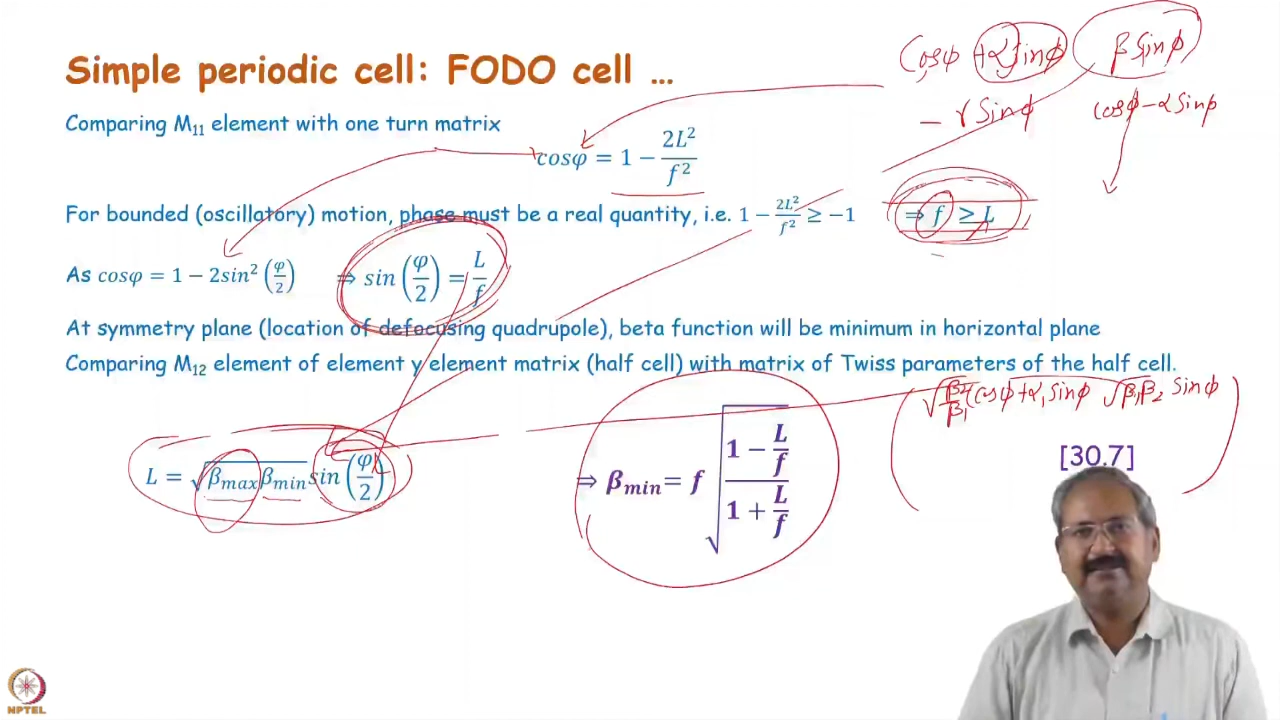 Simple periodic cell: FODO cell ...
Cosφ +αsinφ β sinφ
- γ Sinφ cosφ - αsinφ
Comparing M₁₁ element with one turn matrix
cosφ = 1 − 2L²/f²
For bounded (oscillatory) motion, phase must be a real quantity, i.e. 1 − 2L²/f² ≥ −1 ⇒ f ≥ L
As cosφ = 1 − 2sin² (φ/2) ⇒ sin (φ/2) = L/f
At symmetry plane (location of defocusing quadrupole), beta function will be minimum in horizontal plane
Comparing M₁₂ element of element y element matrix (half cell) with matrix of Twiss parameters of the half cell.
√β₂/β₁ (cosφ+α₁sinφ √β₁β₂ sinφ
L = √βmaxβmin sin (φ/2) ⇒ βmin= f √((1 − L/f)/(1 + L/f)) [30.7]
NPTEL